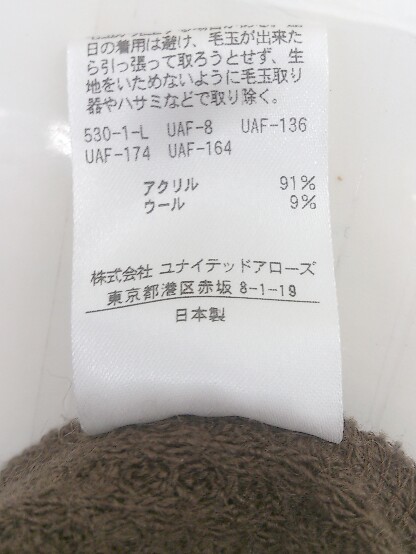 日の着用は避け、毛玉が出来た
ら引っ張って取ろうとせず、生
地をいためないように毛玉取り
器やハサミなどで取り除く。
530-1-L UAF-8 UAF-136
UAF-174 UAF-164
アクリル 91%
ウール 9%
株式会社 ユナイテッドアローズ
東京都港区赤坂 8-1-19
日本製